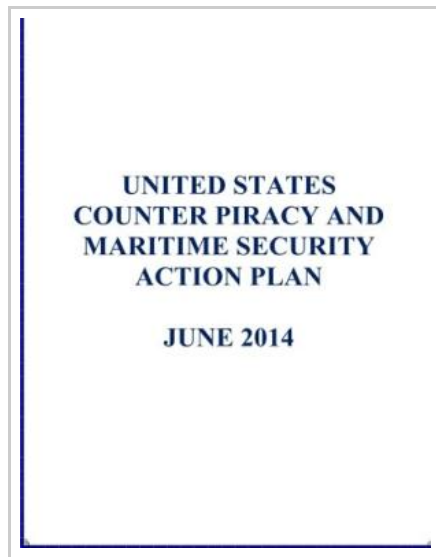 UNITED STATES
COUNTER PIRACY AND
MARITIME SECURITY
ACTION PLAN
JUNE 2014